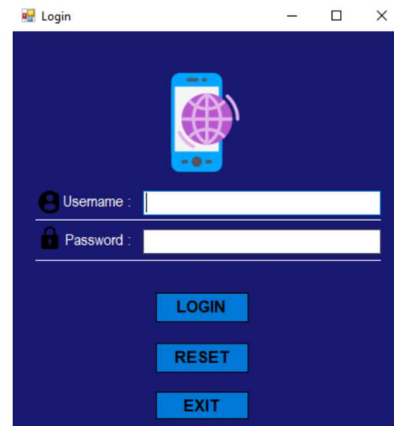 Login
Username :
Password :
LOGIN
RESET
EXIT